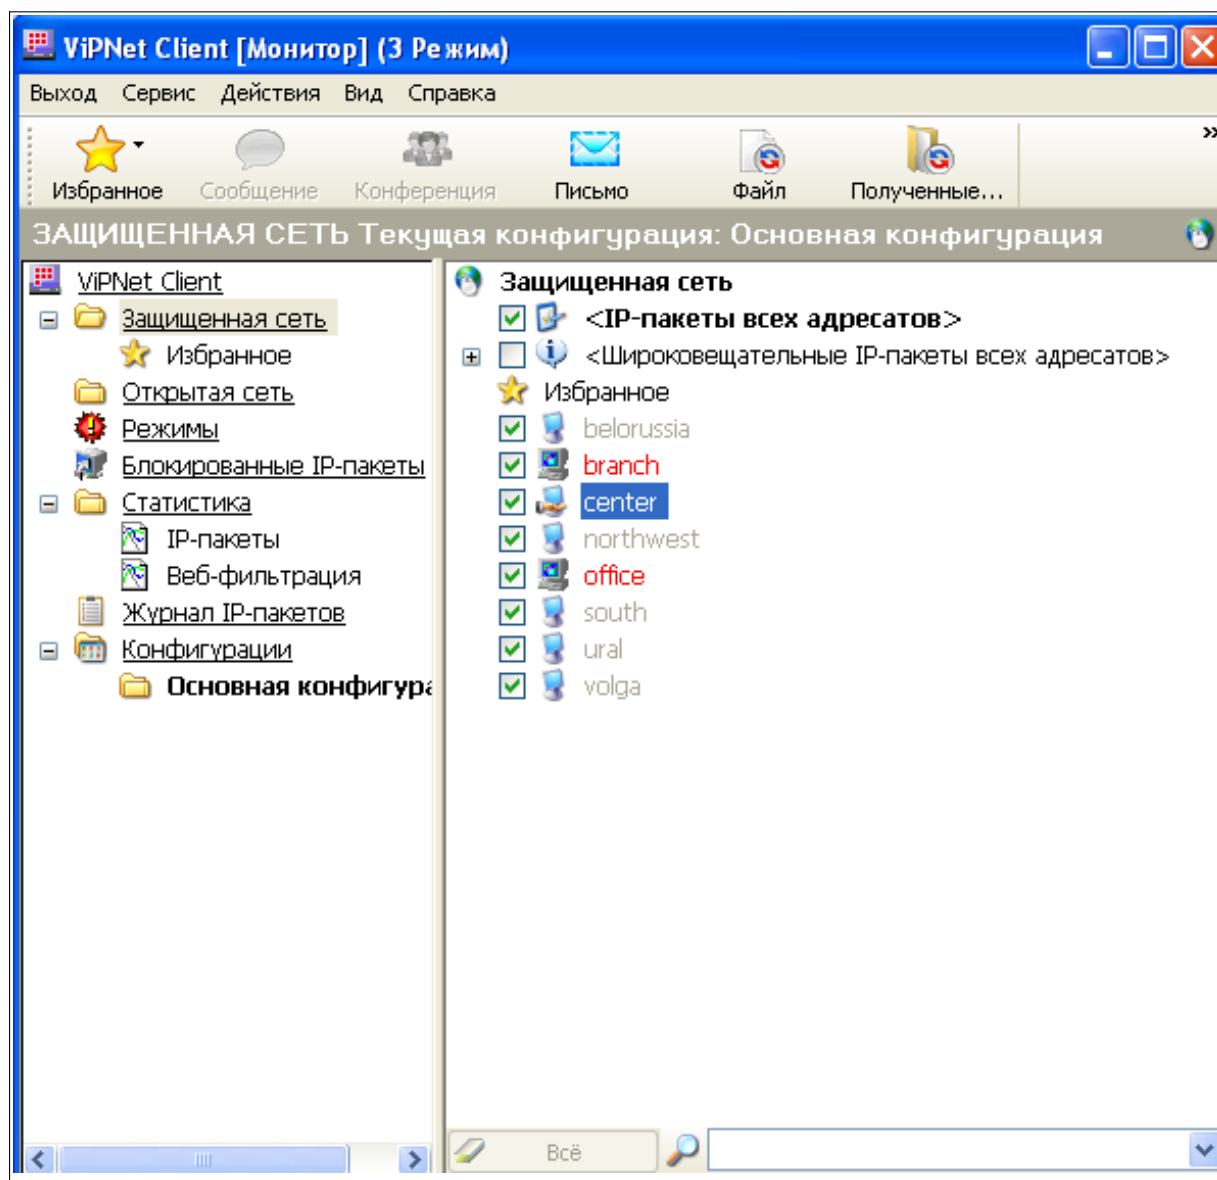 ViPNet Client [Монитор] (3 Режим)
Выход Сервис Действия Вид Справка
Избранное Сообщение Конференция Письмо Файл Полученные...
ЗАЩИЩЕННАЯ СЕТЬ Текущая конфигурация: Основная конфигурация
ViPNet Client
Защищенная сеть
Избранное
Открытая сеть
Режимы
Блокированные IP-пакеты
Статистика
IP-пакеты
Веб-фильтрация
Журнал IP-пакетов
Конфигурации
Основная конфигура
Защищенная сеть
<IP-пакеты всех адресатов>
<Широковещательные IP-пакеты всех адресатов>
Избранное
belorussia
branch
center
northwest
office
south
ural
volga
Всё